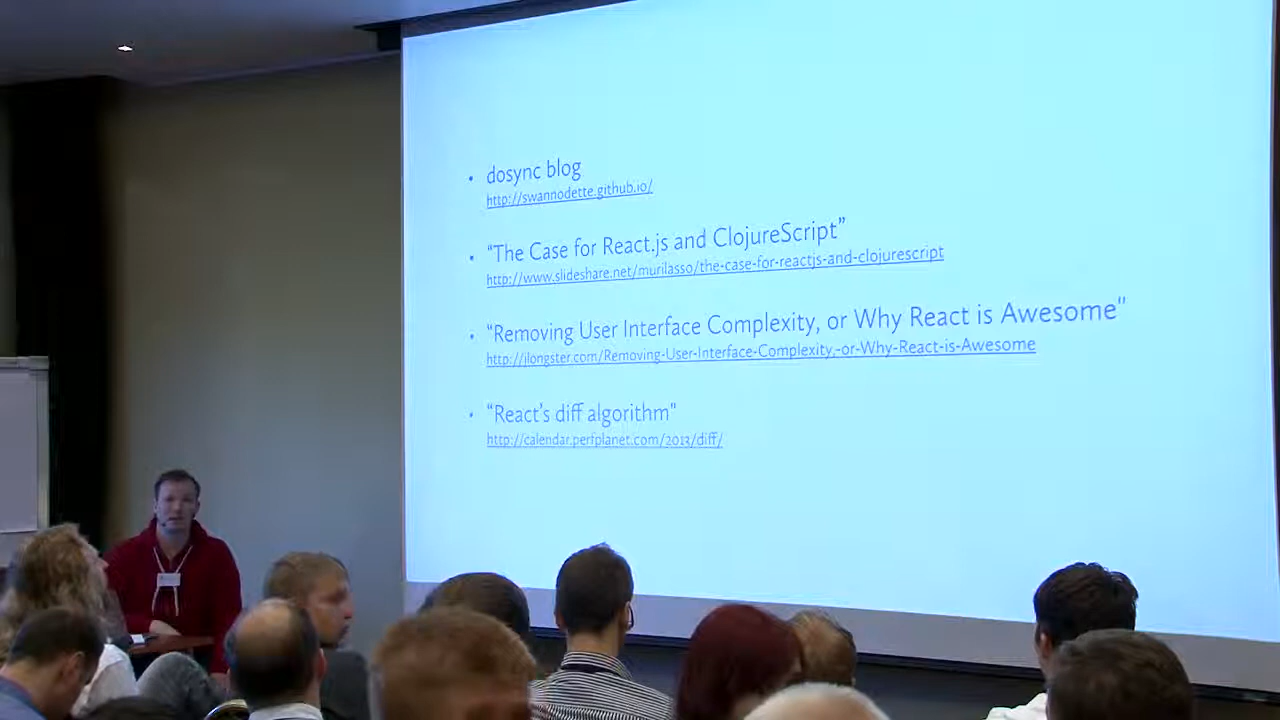 • dosync blog
http://swannodette.github.io/
• “The Case for React.js and ClojureScript”
http://www.slideshare.net/murilasso/the-case-for-reactjs-and-clojurescript
• “Removing User Interface Complexity, or Why React is Awesome"
http://jlongster.com/Removing-User-Interface-Complexity,-or-Why-React-is-Awesome
• “React’s diff algorithm"
http://calendar.perfplanet.com/2013/diff/